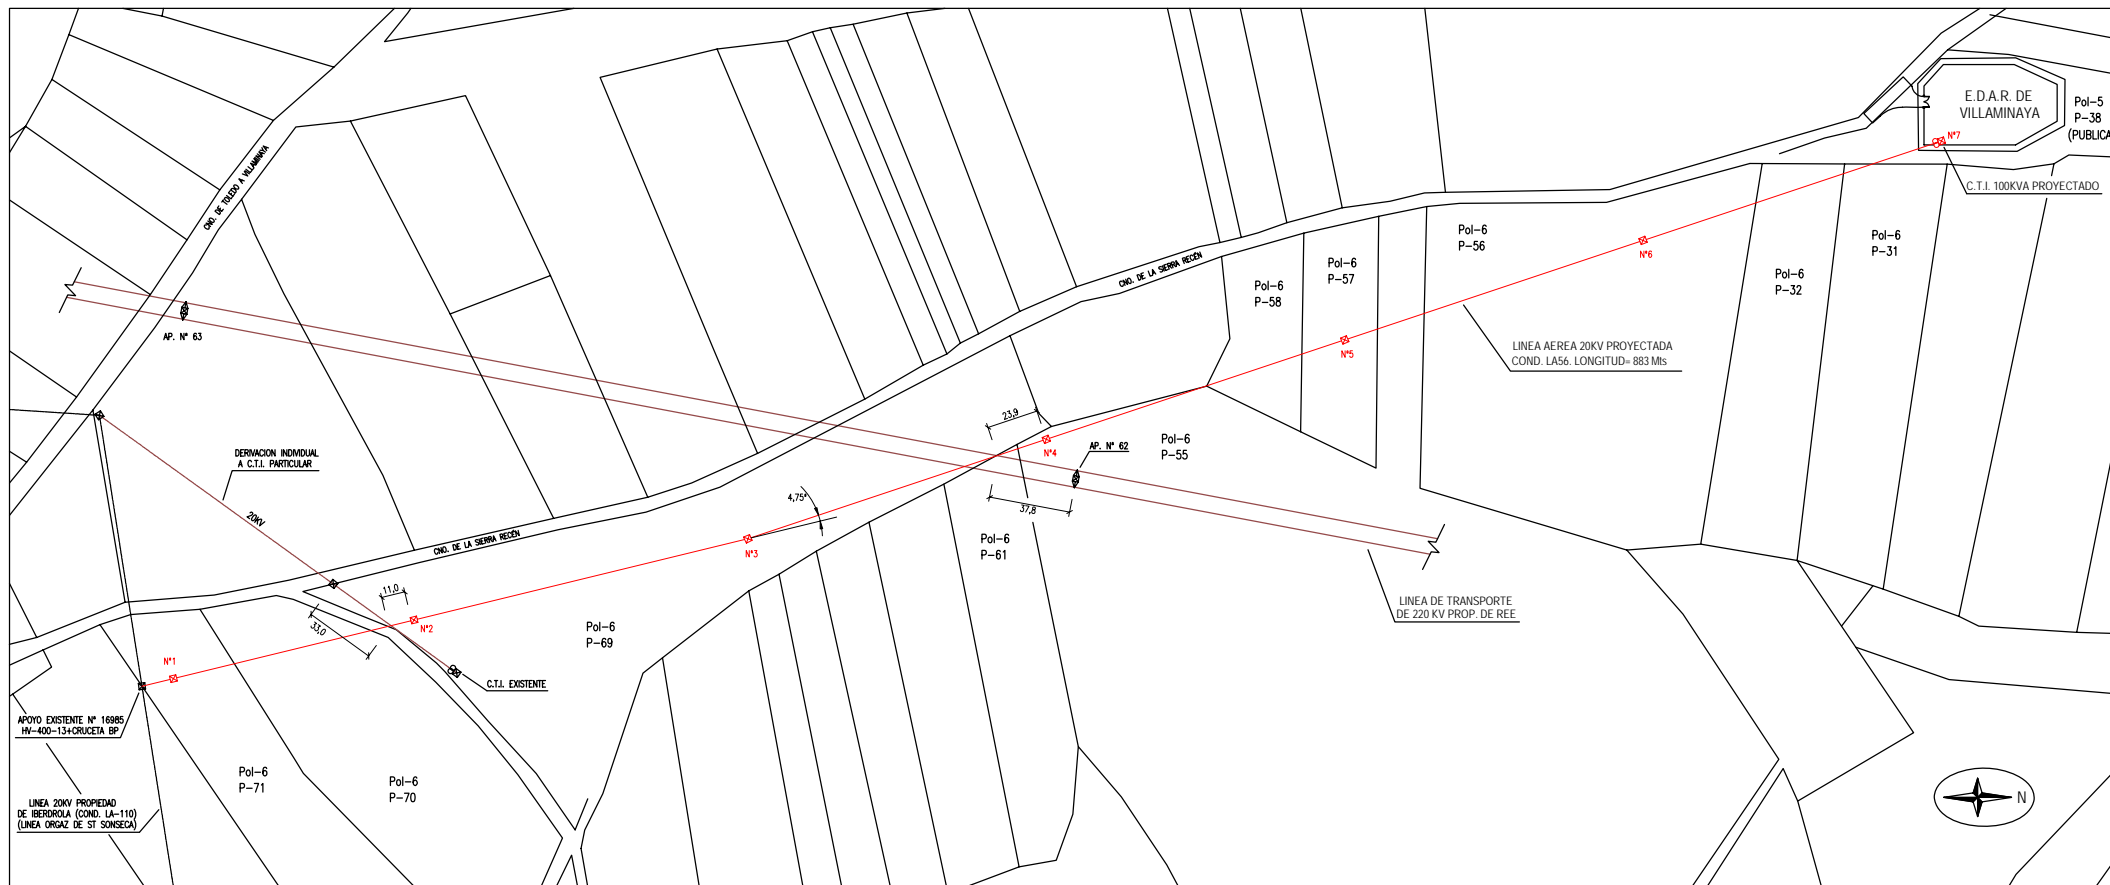 E.D.A.R. DE
VILLAMINAYA
Pol-5
P-38
(PUBLICA
Nº7
C.T.I. 100KVA PROYECTADO
CNO. DE TOLEDO A VILLAMINAYA
Pol-6
P-56
Nº6
Pol-6
P-31
Pol-6
P-32
Pol-6
P-57
Pol-6
P-58
CNO. DE LA SIERRA RECÉN
AP. Nº 63
Nº5
LINEA AEREA 20KV PROYECTADA
COND. LA56. LONGITUD= 883 Mts
23,9
Nº4
AP. Nº 62
Pol-6
P-55
DERIVACION INDIVIDUAL
A C.T.I. PARTICULAR
20KV
4,75º
37,8
CNO. DE LA SIERRA RECÉN
Nº3
Pol-6
P-61
11,0
33,0
Nº2
Pol-6
P-69
LINEA DE TRANSPORTE
DE 220 KV PROP. DE REE
Nº1
C.T.I. EXISTENTE
APOYO EXISTENTE Nº 16985
HV-400-13+CRUCETA BP
Pol-6
P-71
Pol-6
P-70
LINEA 20KV PROPIEDAD
DE IBERDROLA (COND. LA-110)
(LINEA ORGAZ DE ST SONSECA)
N